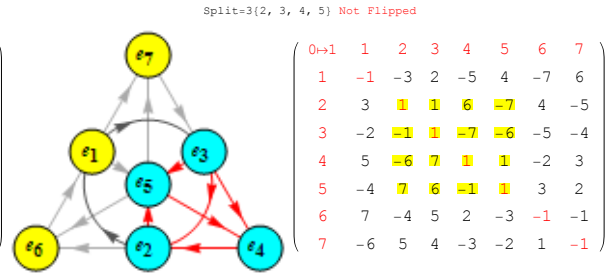 Split=3{2, 3, 4, 5} Not Flipped
e7
e1
e3
e5
e6
e2
e4
0↦1 1 2 3 4 5 6 7
1 -1 -3 2 -5 4 -7 6
2 3 1 1 6 -7 4 -5
3 -2 -1 1 -7 -6 -5 -4
4 5 -6 7 1 1 -2 3
5 -4 7 6 -1 1 3 2
6 7 -4 5 2 -3 -1 -1
7 -6 5 4 -3 -2 1 -1